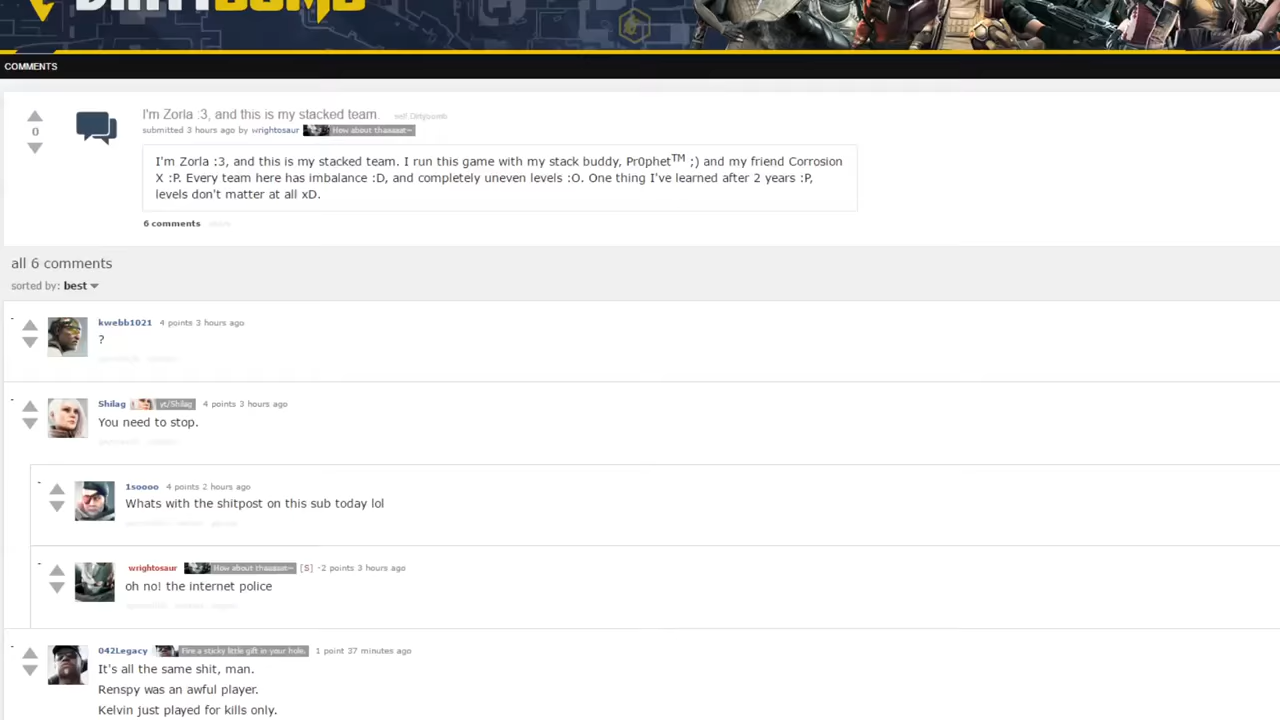 COMMENTS
I'm Zorla :3, and this is my stacked team. self.Dirtybomb
0
submitted 3 hours ago by wrightosaur How about thaaaaat~
I'm Zorla :3, and this is my stacked team. I run this game with my stack buddy, Pr0phet™ ;) and my friend Corrosion
X :P. Every team here has imbalance :D, and completely uneven levels :O. One thing I've learned after 2 years :P,
levels don't matter at all xD.
6 comments share
all 6 comments
sorted by: best
kwebb1021 4 points 3 hours ago
?
Shilag yt/Shilag 4 points 3 hours ago
You need to stop.
1soooo 4 points 2 hours ago
Whats with the shitpost on this sub today lol
wrightosaur How about thaaaaat~ [S] -2 points 3 hours ago
oh no! the internet police
042Legacy Fire a sticky little gift in your hole. 1 point 37 minutes ago
It's all the same shit, man.
Renspy was an awful player.
Kelvin just played for kills only.